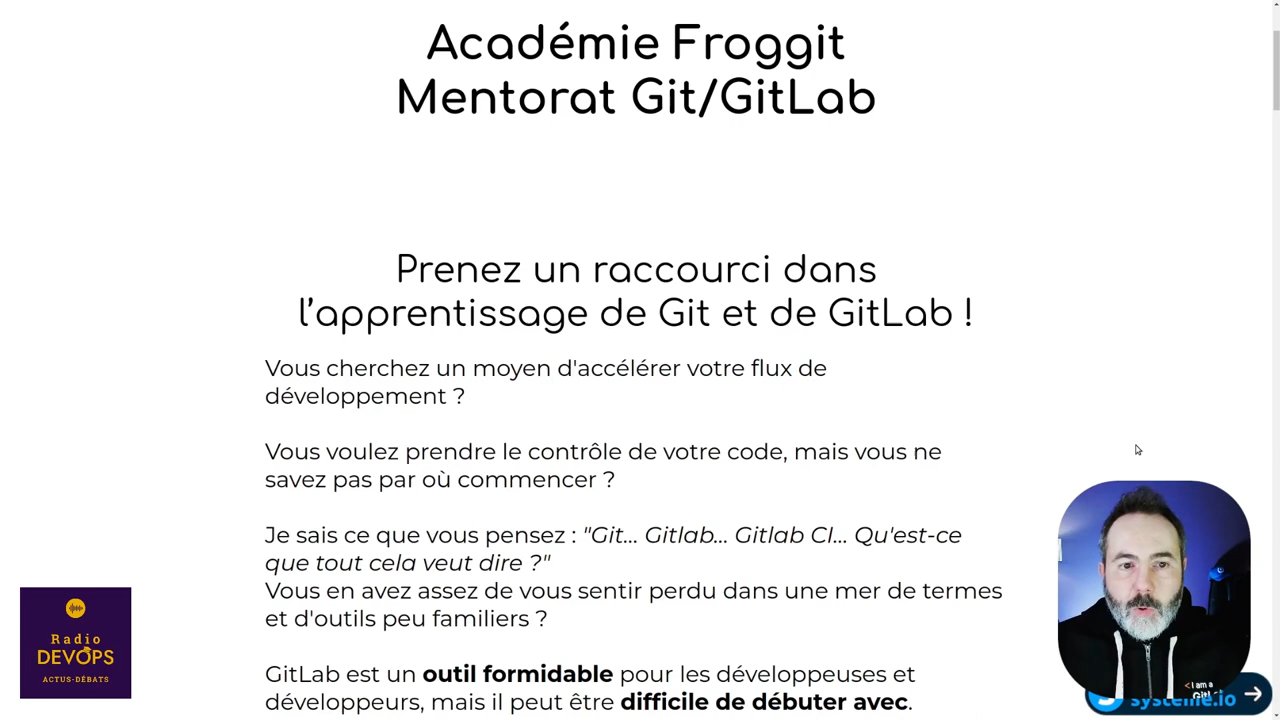 Académie Froggit
Mentorat Git/GitLab
Prenez un raccourci dans
l’apprentissage de Git et de GitLab !
Vous cherchez un moyen d'accélérer votre flux de
développement ?
Vous voulez prendre le contrôle de votre code, mais vous ne
savez pas par où commencer ?
Je sais ce que vous pensez : "Git... Gitlab... Gitlab CI... Qu'est-ce
que tout cela veut dire ?"
Vous en avez assez de vous sentir perdu dans une mer de termes
et d'outils peu familiers ?
GitLab est un outil formidable pour les développeuses et
développeurs, mais il peut être difficile de débuter avec.
Radio
DEVOPS
ACTUS-DÉBATS
< I am a
systeme.io